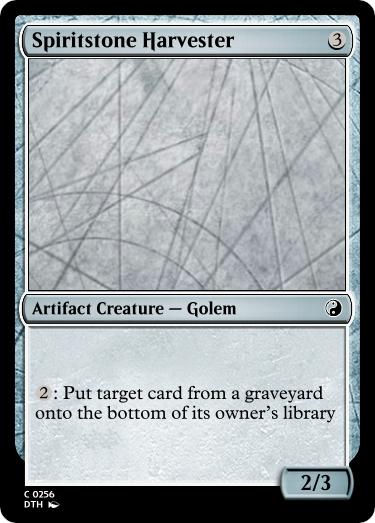 Spiritstone Harvester 3
Artifact Creature — Golem
2: Put target card from a graveyard
onto the bottom of its owner's library
2/3
C 0256
DTH